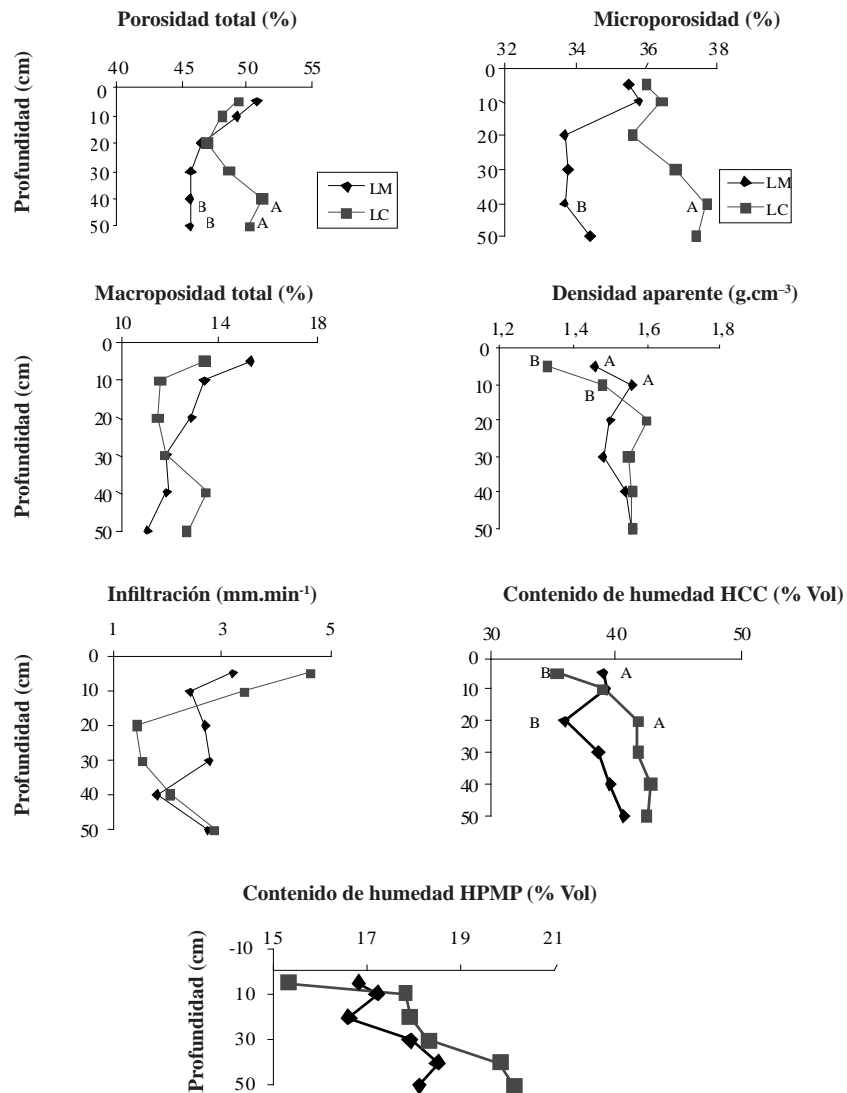 Porosidad total (%)
40 45 50 55
Profundidad (cm)
0
10
20
30
40
50
B A
B A
LM
LC
Microporosidad (%)
32 34 36 38
0
10
20
30
40
50
B A
LM
LC
Macroposidad total (%)
10 14 18
Profundidad (cm)
0
10
20
30
40
50
Densidad aparente (g.cm⁻³)
1,2 1,4 1,6 1,8
0
10
20
30
40
50
B A
A
B
Infiltración (mm.min⁻¹)
1 3 5
Profundidad (cm)
0
10
20
30
40
50
Contenido de humedad HCC (% Vol)
30 40 50
0
10
20
30
40
50
B A
B A
Contenido de humedad HPMP (% Vol)
15 17 19 21
Profundidad (cm)
-10
10
30
50